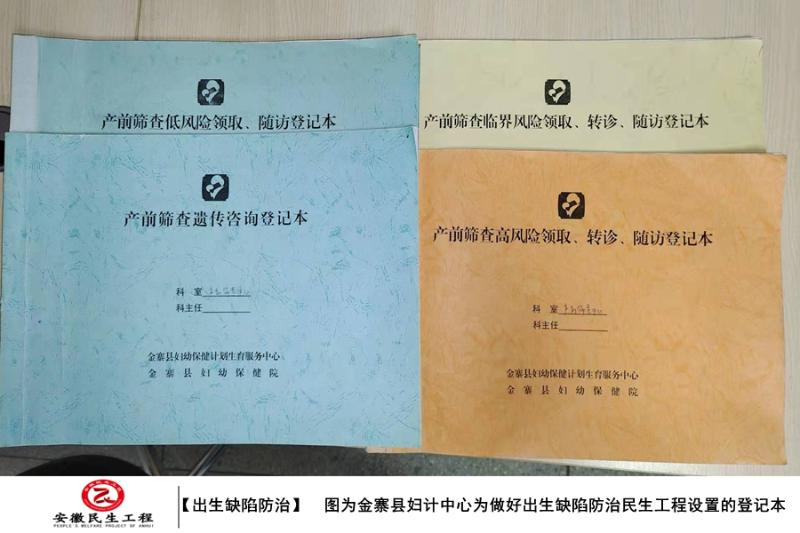 产前筛查低风险领取、随访登记本
产前筛查临界风险领取、转诊、随访登记本
产前筛查遗传咨询登记本
科 室
科主任
金寨县妇幼保健计划生育服务中心
金寨县妇幼保健院
产前筛查高风险领取、转诊、随访登记本
科 室
科主任
金寨县妇幼保健计划生育服务中心
金寨县妇幼保健院
安徽民生工程
PEOPLE'S WELFARE PROJECT OF ANHUI
【出生缺陷防治】 图为金寨县妇计中心为做好出生缺陷防治民生工程设置的登记本